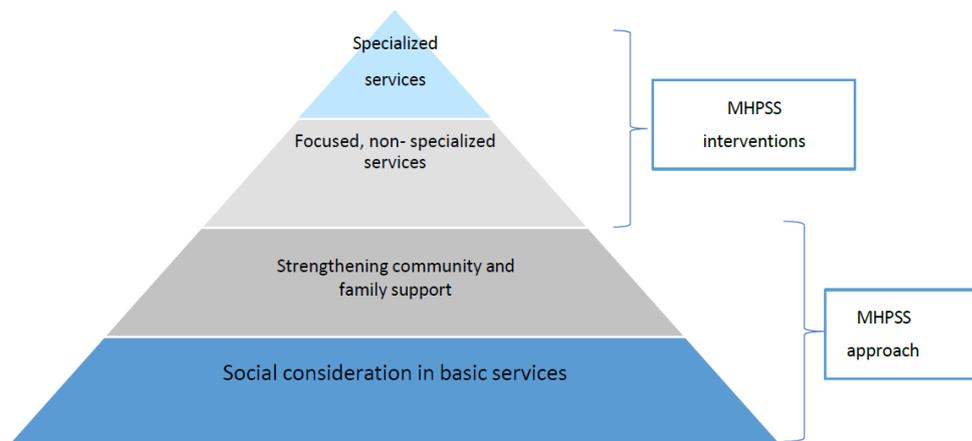 Specialized
services
MHPSS
interventions
Focused, non- specialized
services
Strengthening community and
family support
MHPSS
approach
Social consideration in basic services